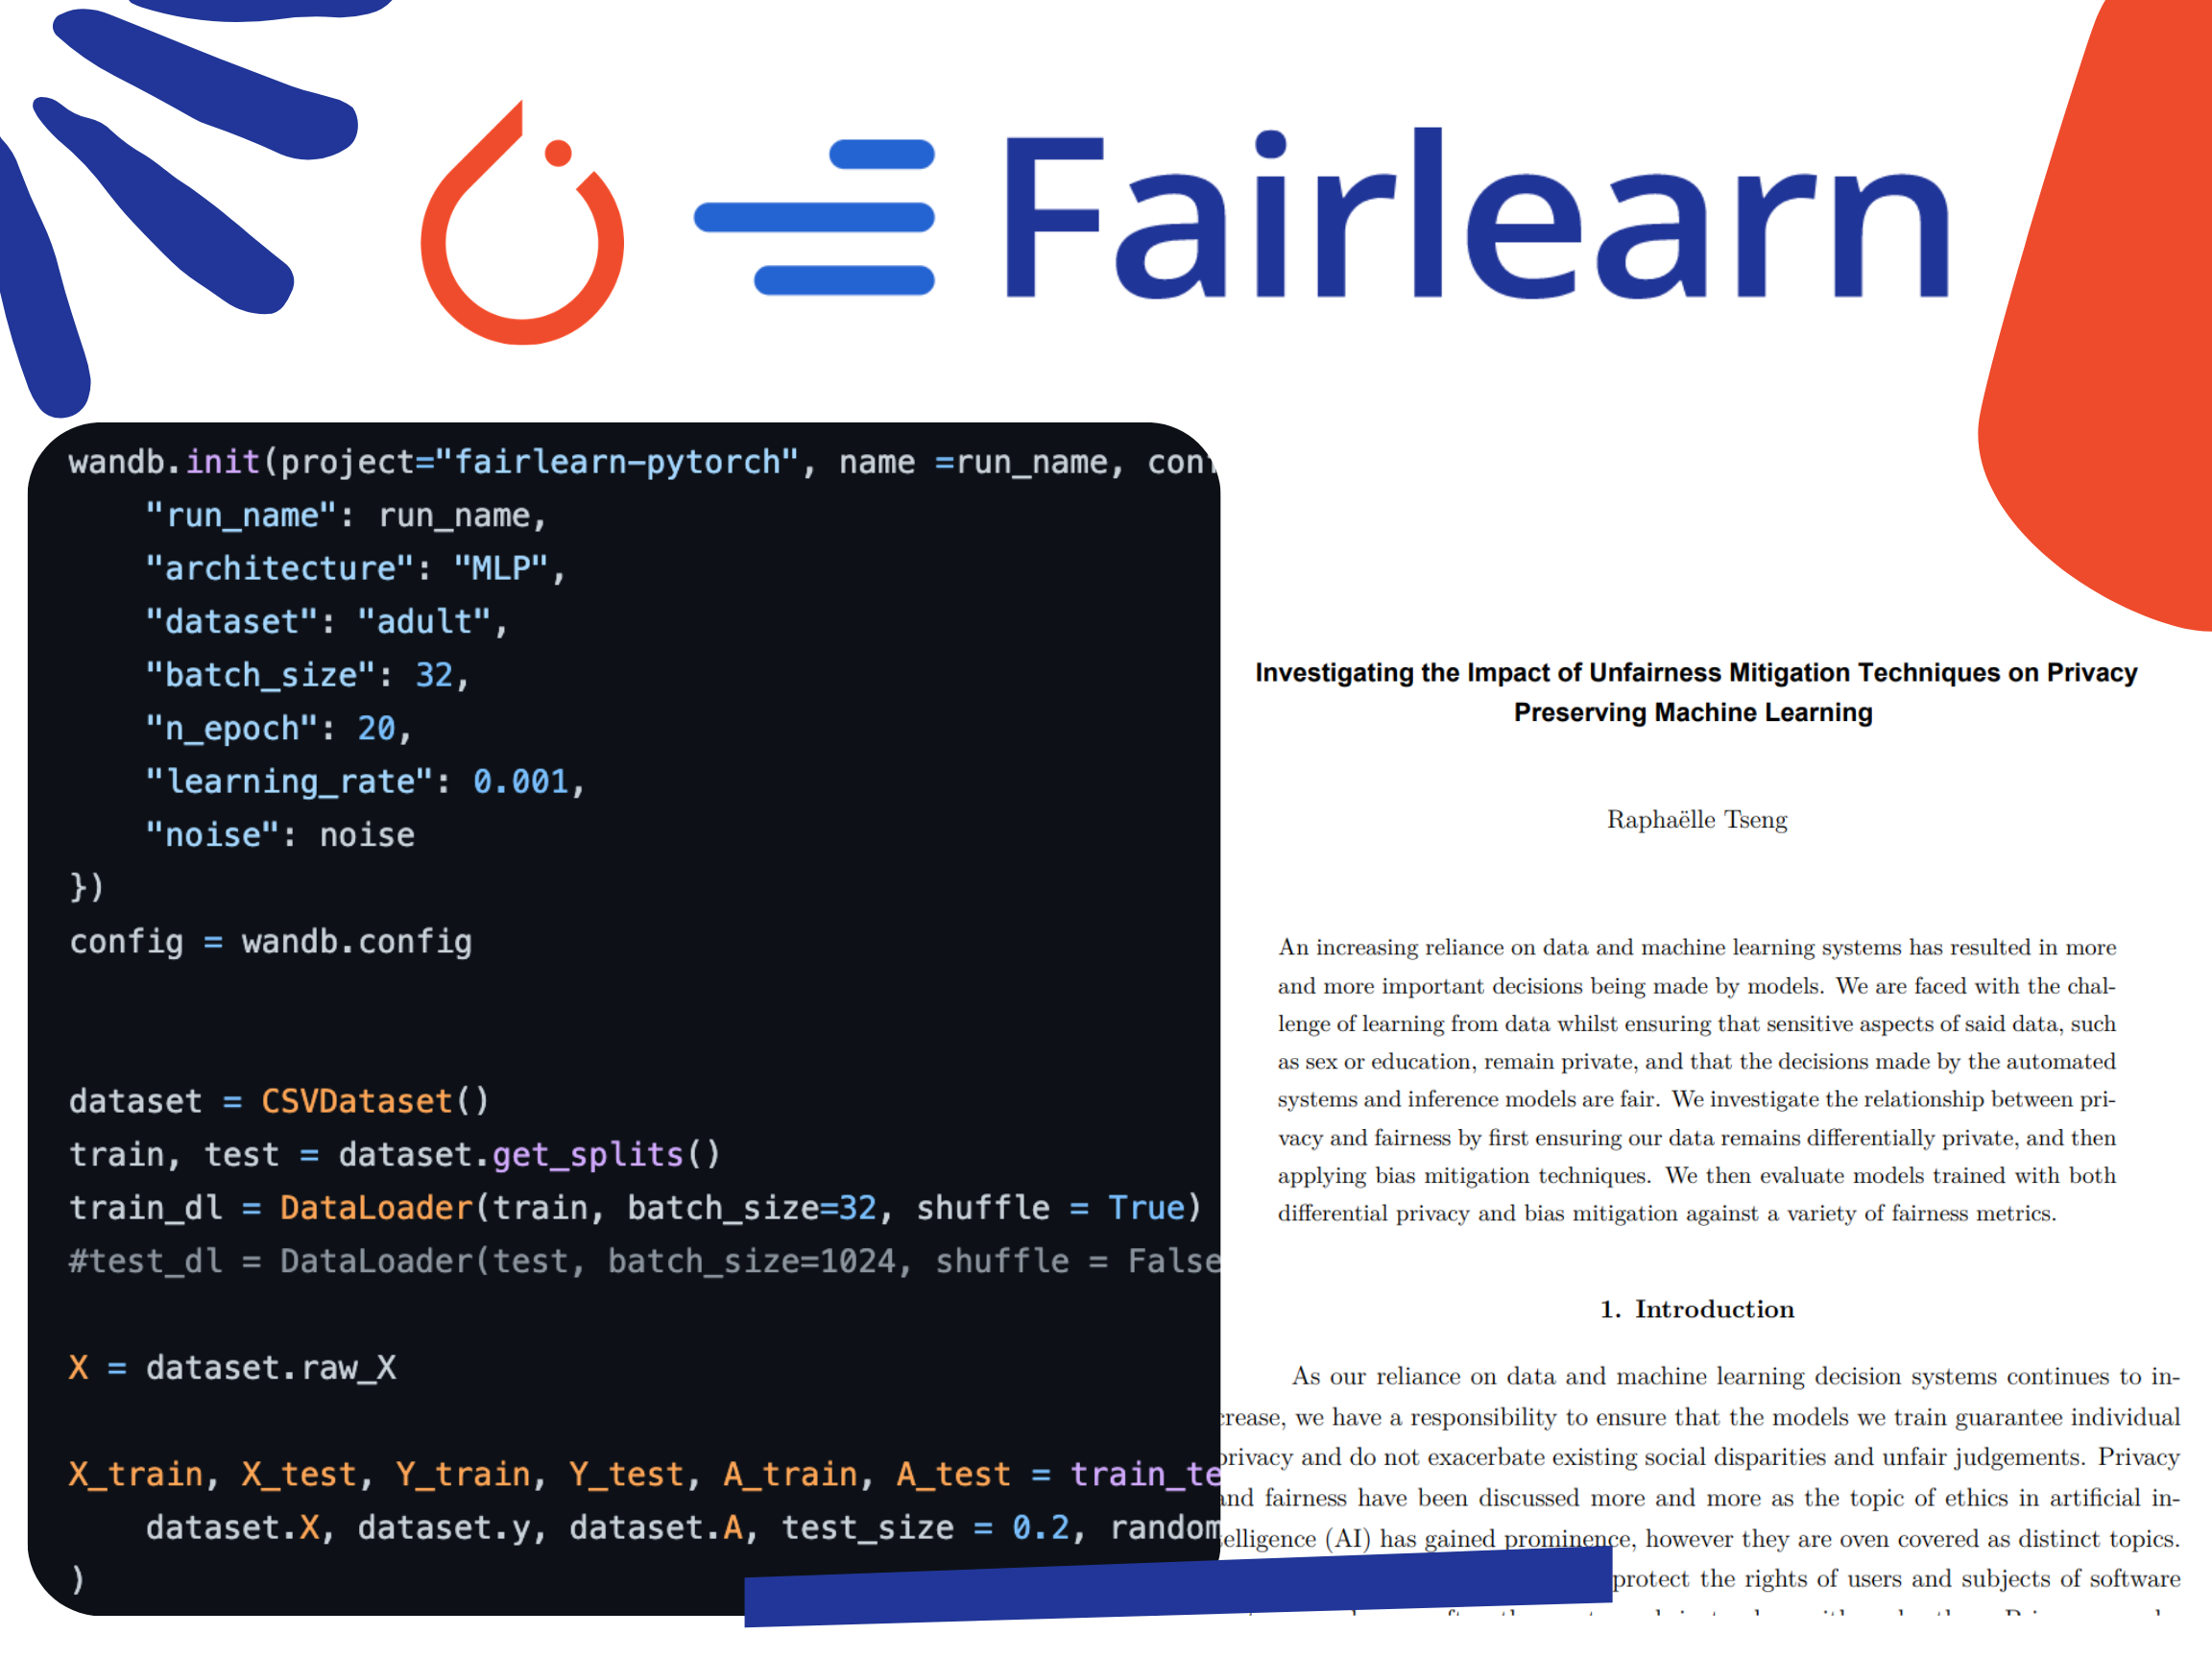 Fairlearn
wandb.init(project="fairlearn-pytorch", name =run_name, con
"run_name": run_name,
"architecture": "MLP",
"dataset": "adult",
"batch_size": 32,
"n_epoch": 20,
"learning_rate": 0.001,
"noise": noise
})
config = wandb.config
dataset = CSVDataset()
train, test = dataset.get_splits()
train_dl = DataLoader(train, batch_size=32, shuffle = True)
#test_dl = DataLoader(test, batch_size=1024, shuffle = False
X = dataset.raw_X
X_train, X_test, Y_train, Y_test, A_train, A_test = train_te
dataset.X, dataset.y, dataset.A, test_size = 0.2, random
)
Investigating the Impact of Unfairness Mitigation Techniques on Privacy
Preserving Machine Learning
Raphaëlle Tseng
An increasing reliance on data and machine learning systems has resulted in more
and more important decisions being made by models. We are faced with the chal-
lenge of learning from data whilst ensuring that sensitive aspects of said data, such
as sex or education, remain private, and that the decisions made by the automated
systems and inference models are fair. We investigate the relationship between pri-
vacy and fairness by first ensuring our data remains differentially private, and then
applying bias mitigation techniques. We then evaluate models trained with both
differential privacy and bias mitigation against a variety of fairness metrics.
1. Introduction
As our reliance on data and machine learning decision systems continues to in-
crease, we have a responsibility to ensure that the models we train guarantee individual
privacy and do not exacerbate existing social disparities and unfair judgements. Privacy
and fairness have been discussed more and more as the topic of ethics in artificial in-
telligence (AI) has gained prominence, however they are oven covered as distinct topics.
protect the rights of users and subjects of software